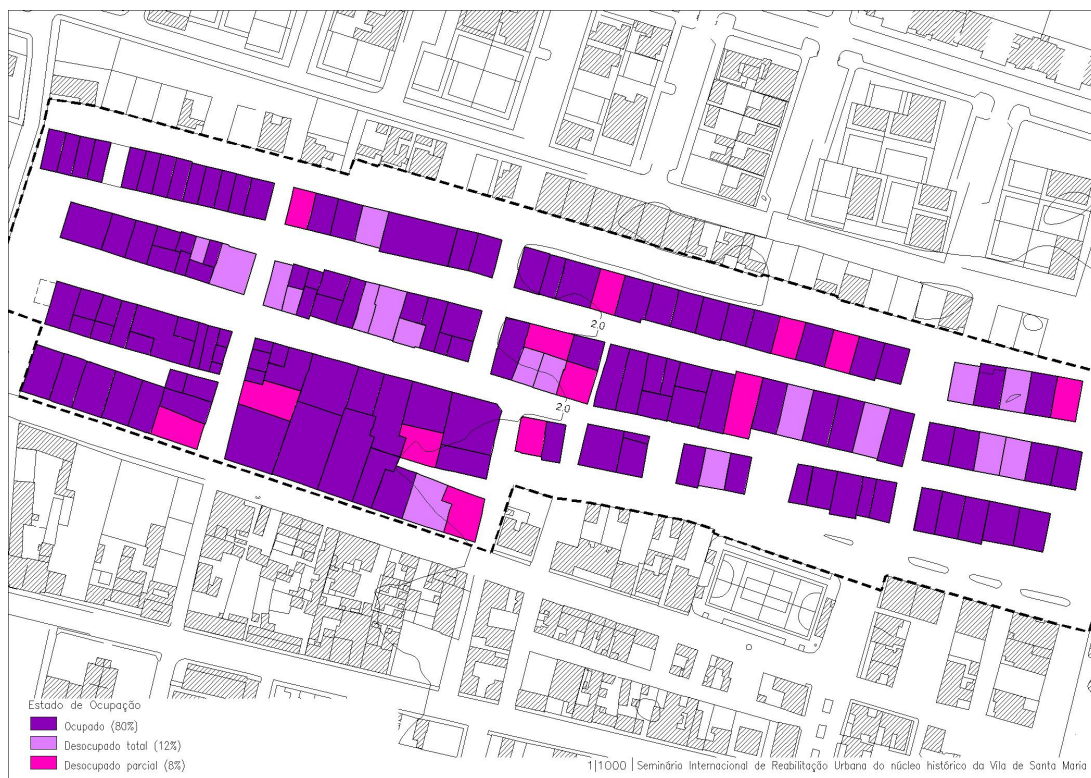 2.0
2.0
Estado de Ocupação
Ocupado (80%)
Desocupado total (12%)
Desocupado parcial (8%)
1|1000 | Seminário Internacional de Reabilitação Urbana do núcleo histórico da Vila de Santa Maria